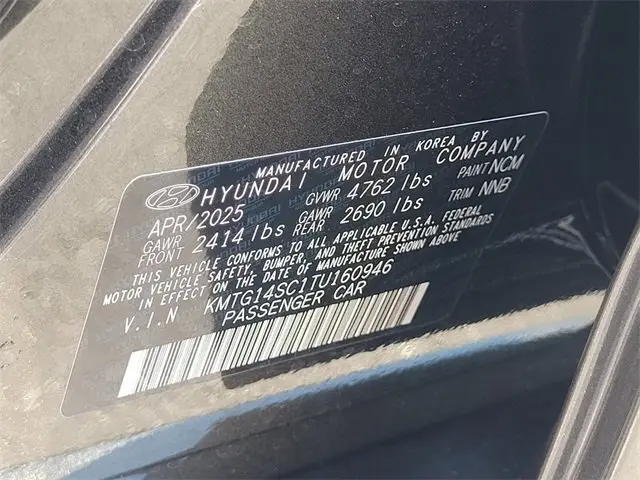 MANUFACTURED IN KOREA BY
HYUNDAI MOTOR COMPANY
APR/2025 GVWR 4762 lbs PAINT NCM
GAWR FRONT 2414 lbs GAWR REAR 2690 lbs TRIM NNB
THIS VEHICLE CONFORMS TO ALL APPLICABLE U.S.A. FEDERAL
MOTOR VEHICLE SAFETY, BUMPER, AND THEFT PREVENTION STANDARDS
IN EFFECT ON THE DATE OF MANUFACTURE SHOWN ABOVE
V.I.N KMTG14SC1TU160946
PASSENGER CAR